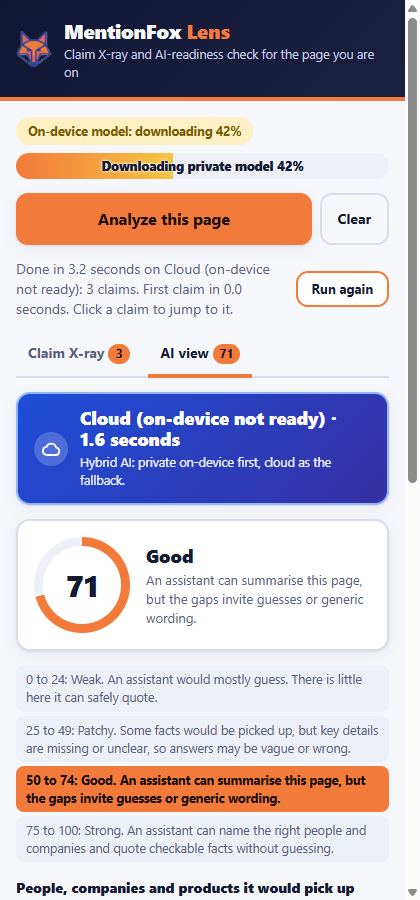 MentionFox Lens
Claim X-ray and AI-readiness check for the page you are
on
On-device model: downloading 42%
Downloading private model 42%
Analyze this page
Clear
Done in 3.2 seconds on Cloud (on-device
not ready): 3 claims. First claim in 0.0
seconds. Click a claim to jump to it.
Run again
Claim X-ray 3
AI view 71
Cloud (on-device not ready) ·
1.6 seconds
Hybrid AI: private on-device first, cloud as the
fallback.
71
Good
An assistant can summarise this page,
but the gaps invite guesses or generic
wording.
0 to 24: Weak. An assistant would mostly guess. There is little
here it can safely quote.
25 to 49: Patchy. Some facts would be picked up, but key details
are missing or unclear, so answers may be vague or wrong.
50 to 74: Good. An assistant can summarise this page, but
the gaps invite guesses or generic wording.
75 to 100: Strong. An assistant can name the right people and
companies and quote checkable facts without guessing.
People, companies and products it would pick up